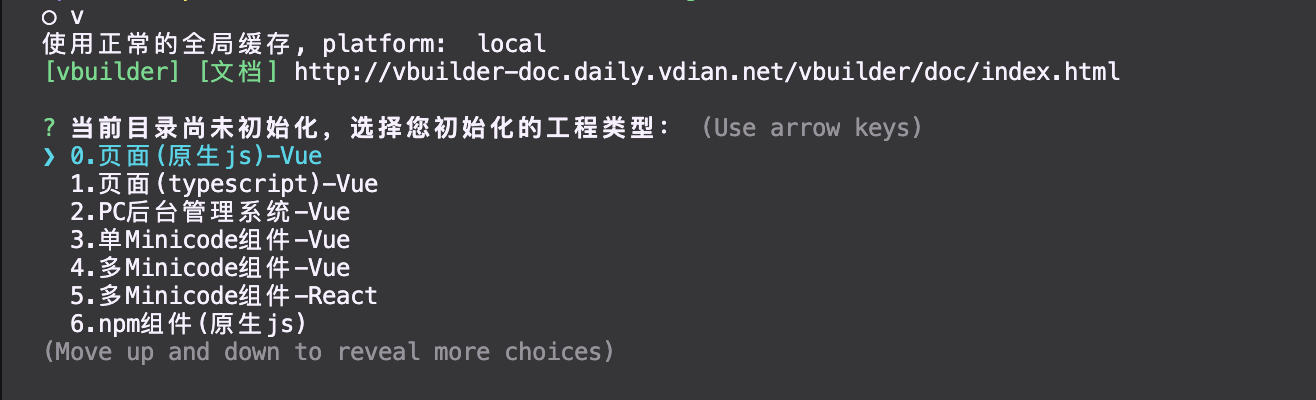 ○ v
使用正常的全局缓存, platform:  local
[vbuilder] [文档] http://vbuilder-doc.daily.vdian.net/vbuilder/doc/index.html
? 当前目录尚未初始化, 选择您初始化的工程类型:  (Use arrow keys)
❯ 0.页面(原生js)-Vue
1.页面(typescript)-Vue
2.PC后台管理系统-Vue
3.单Minicode组件-Vue
4.多Minicode组件-Vue
5.多Minicode组件-React
6.npm组件(原生js)
(Move up and down to reveal more choices)